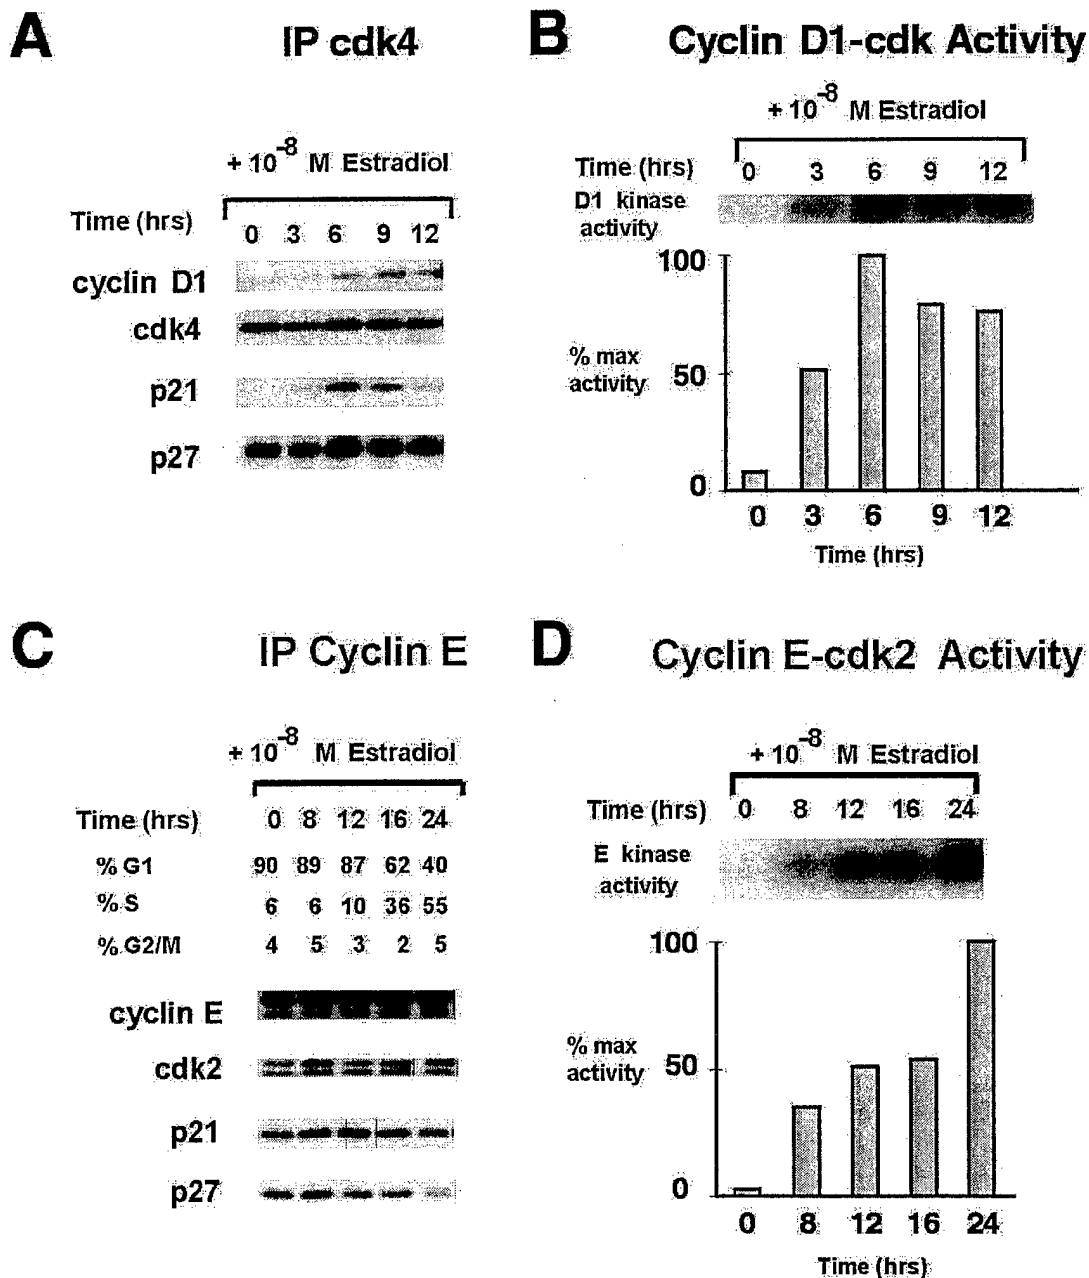 A
IP cdk4
+ 10-8 M Estradiol
Time (hrs)
0 3 6 9 12
cyclin D1
cdk4
p21
p27
B
Cyclin D1-cdk Activity
+ 10-8 M Estradiol
Time (hrs) 0 3 6 9 12
D1 kinase
activity
100
% max
activity
50
0
0 3 6 9 12
Time (hrs)
C
IP Cyclin E
+ 10-8 M Estradiol
Time (hrs) 0 8 12 16 24
% G1 90 89 87 62 40
% S 6 6 10 36 55
% G2/M 4 5 3 2 5
cyclin E
cdk2
p21
p27
D
Cyclin E-cdk2 Activity
+ 10-8 M Estradiol
Time (hrs) 0 8 12 16 24
E kinase
activity
100
% max
activity
50
0
0 8 12 16 24
Time (hrs)